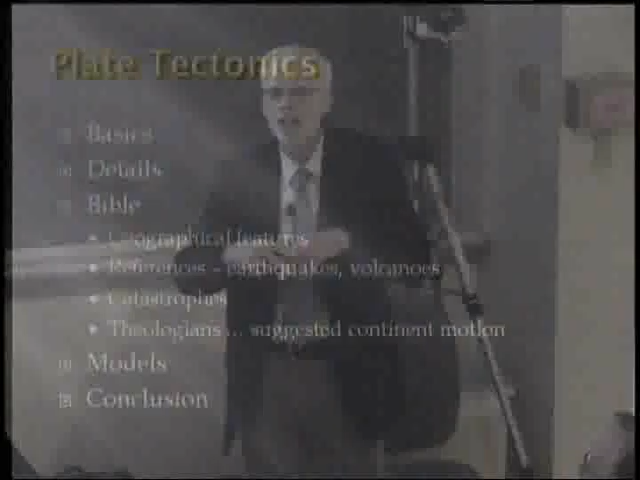 Plate Tectonics
Basics
Details
Bible
• Geographical features
• References - earthquakes, volcanoes
• Catastrophes
• Theologians... suggested continent motion
Models
Conclusion